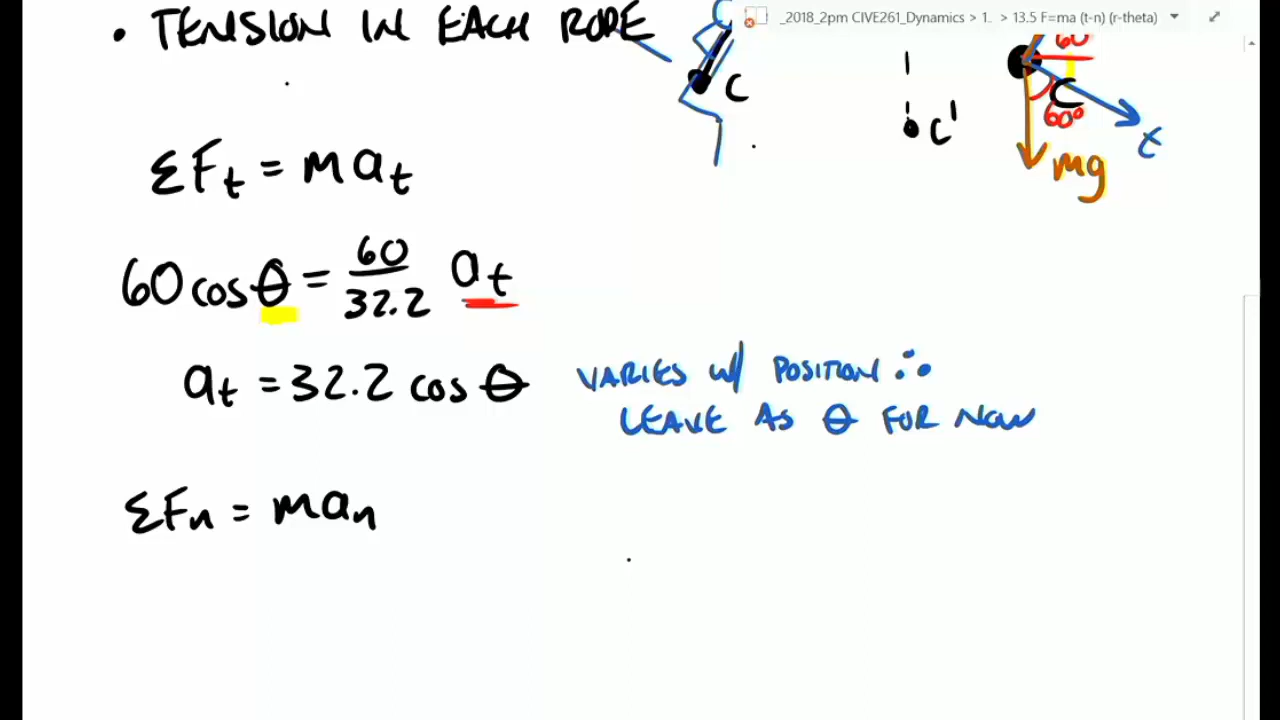 _2018_2pm CIVE261_Dynamics > 1. > 13.5 F=ma (t-n) (r-theta)
• TENSION IN EACH ROPE
C
C'
60
C
60°
t
mg
ΣFt = mat
60 cos θ = 60/32.2 at
at = 32.2 cos θ VARIES W/ POSITION ∴
LEAVE AS θ FOR NOW
ΣFn = man